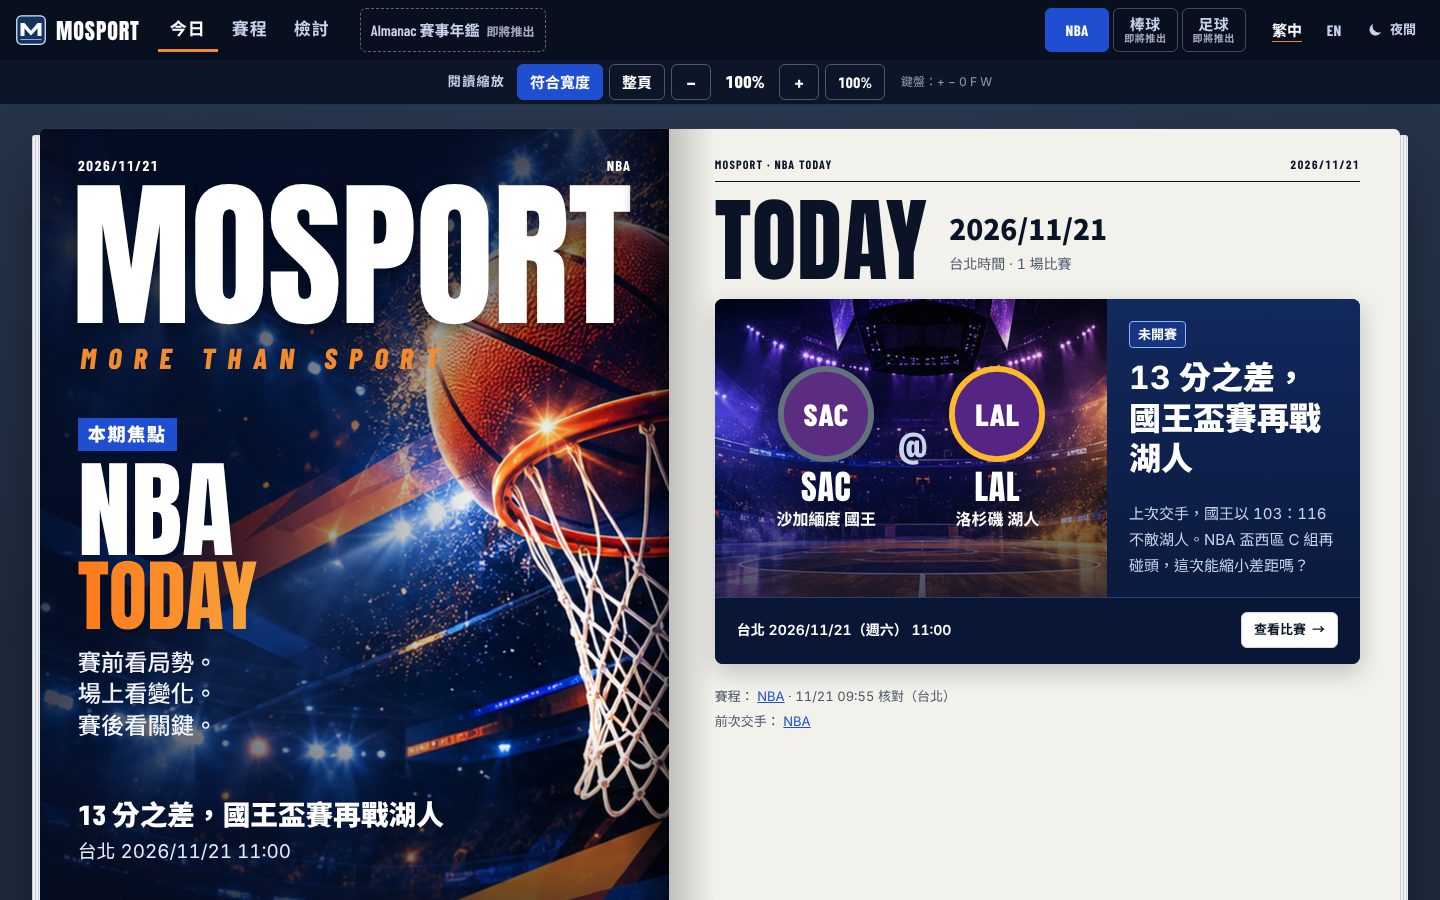 MOSPORT
今日
賽程
檢討
Almanac 賽事年鑑 即將推出
NBA
棒球
即將推出
足球
即將推出
繁中
EN
夜間
閱讀縮放
符合寬度
整頁
−
100%
+
100%
鍵盤：+ − 0 F W
2026/11/21
NBA
MOSPORT
MORE THAN SPORT
本期焦點
NBA
TODAY
賽前看局勢。
場上看變化。
賽後看關鍵。
13 分之差，國王盃賽再戰湖人
台北 2026/11/21 11:00
MOSPORT · NBA TODAY
2026/11/21
TODAY
2026/11/21
台北時間 · 1 場比賽
SAC
@
LAL
SAC
LAL
沙加緬度 國王
洛杉磯 湖人
未開賽
13 分之差，
國王盃賽再戰
湖人
上次交手，國王以 103：116
不敵湖人。NBA 盃西區 C 組再
碰頭，這次能縮小差距嗎？
台北 2026/11/21（週六） 11:00
查看比賽 →
賽程： NBA · 11/21 09:55 核對（台北）
前次交手： NBA